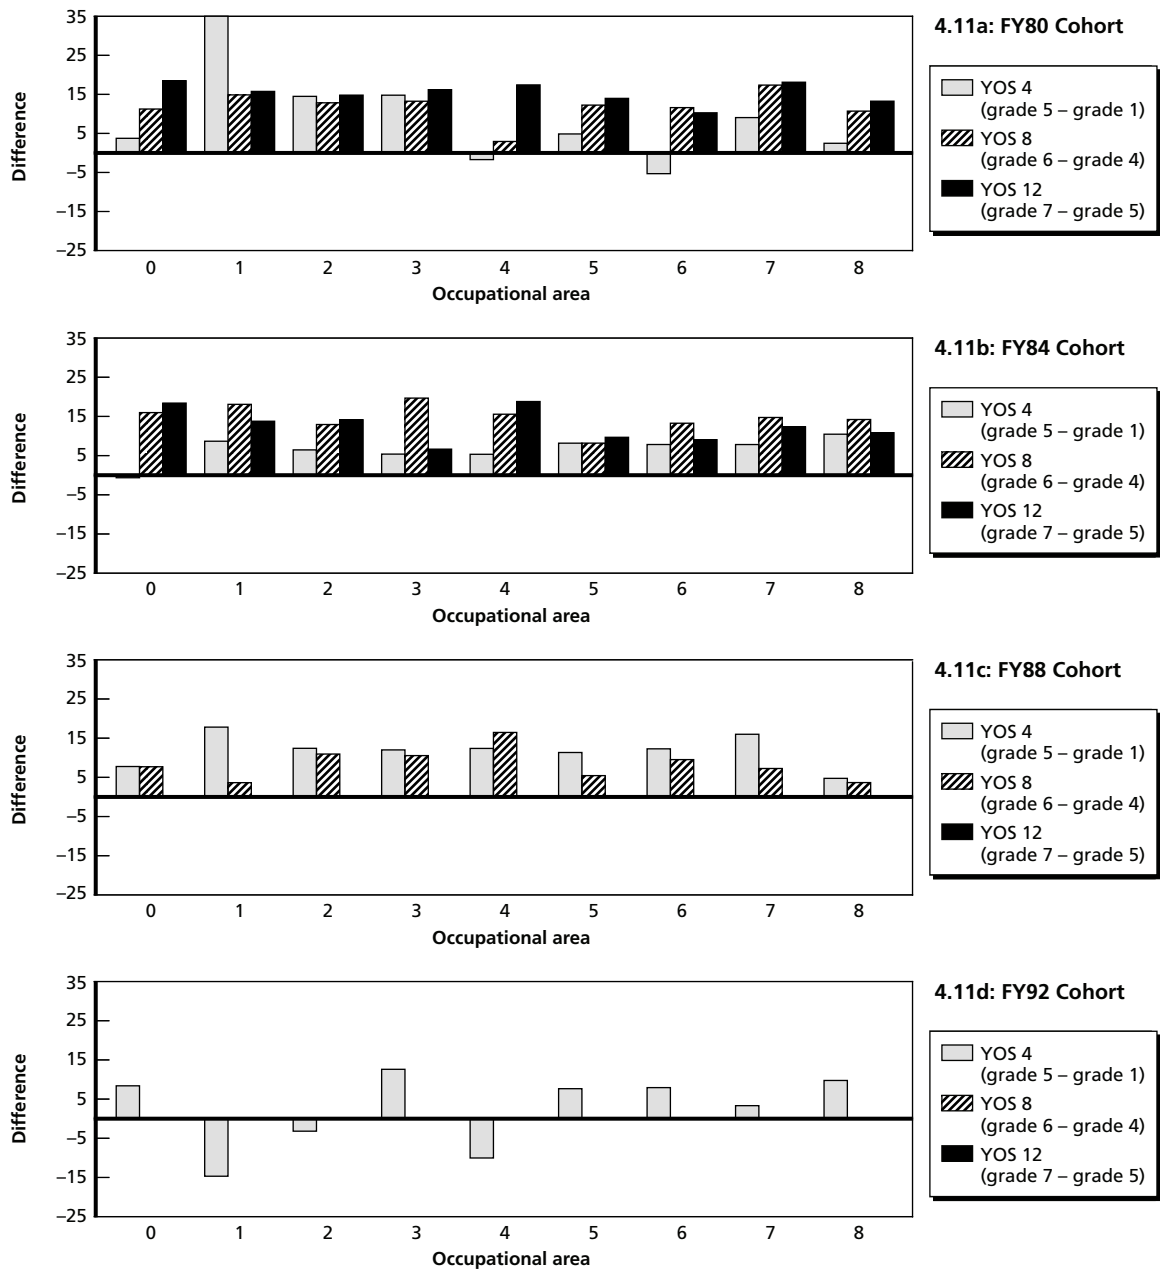 4.11a: FY80 Cohort
Difference
35
25
15
5
–5
–15
–25
0 1 2 3 4 5 6 7 8
Occupational area
YOS 4
(grade 5 – grade 1)
YOS 8
(grade 6 – grade 4)
YOS 12
(grade 7 – grade 5)
4.11b: FY84 Cohort
Difference
35
25
15
5
–5
–15
–25
0 1 2 3 4 5 6 7 8
Occupational area
YOS 4
(grade 5 – grade 1)
YOS 8
(grade 6 – grade 4)
YOS 12
(grade 7 – grade 5)
4.11c: FY88 Cohort
Difference
35
25
15
5
–5
–15
–25
0 1 2 3 4 5 6 7 8
Occupational area
YOS 4
(grade 5 – grade 1)
YOS 8
(grade 6 – grade 4)
YOS 12
(grade 7 – grade 5)
4.11d: FY92 Cohort
Difference
35
25
15
5
–5
–15
–25
0 1 2 3 4 5 6 7 8
Occupational area
YOS 4
(grade 5 – grade 1)
YOS 8
(grade 6 – grade 4)
YOS 12
(grade 7 – grade 5)